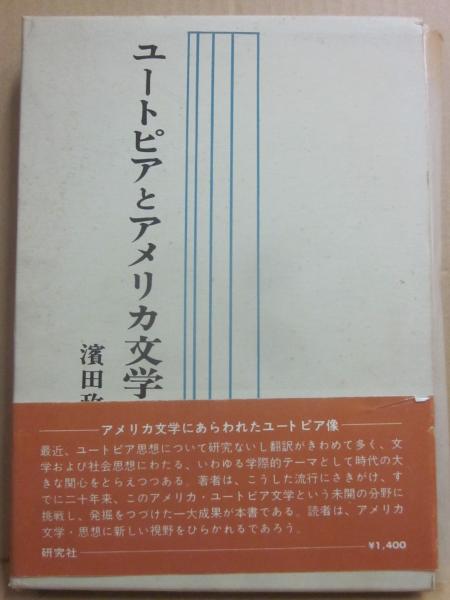 ユートピアとアメリカ文学
濱田
アメリカ文学にあらわれたユートピア像
最近、ユートピア思想について研究ないし翻訳がきわめて多く、文
学および社会思想にわたる、いわゆる学際的テーマとして時代の大
きな関心をとらえつつある。著者は、こうした流行にさきがけ、す
でに二十年来、このアメリカ・ユートピア文学という未開の分野に
挑戦し、発掘をつづけた一大成果が本書である。読者は、アメリカ
文学・思想に新しい視野をひらかれるであろう。
研究社
¥1,400